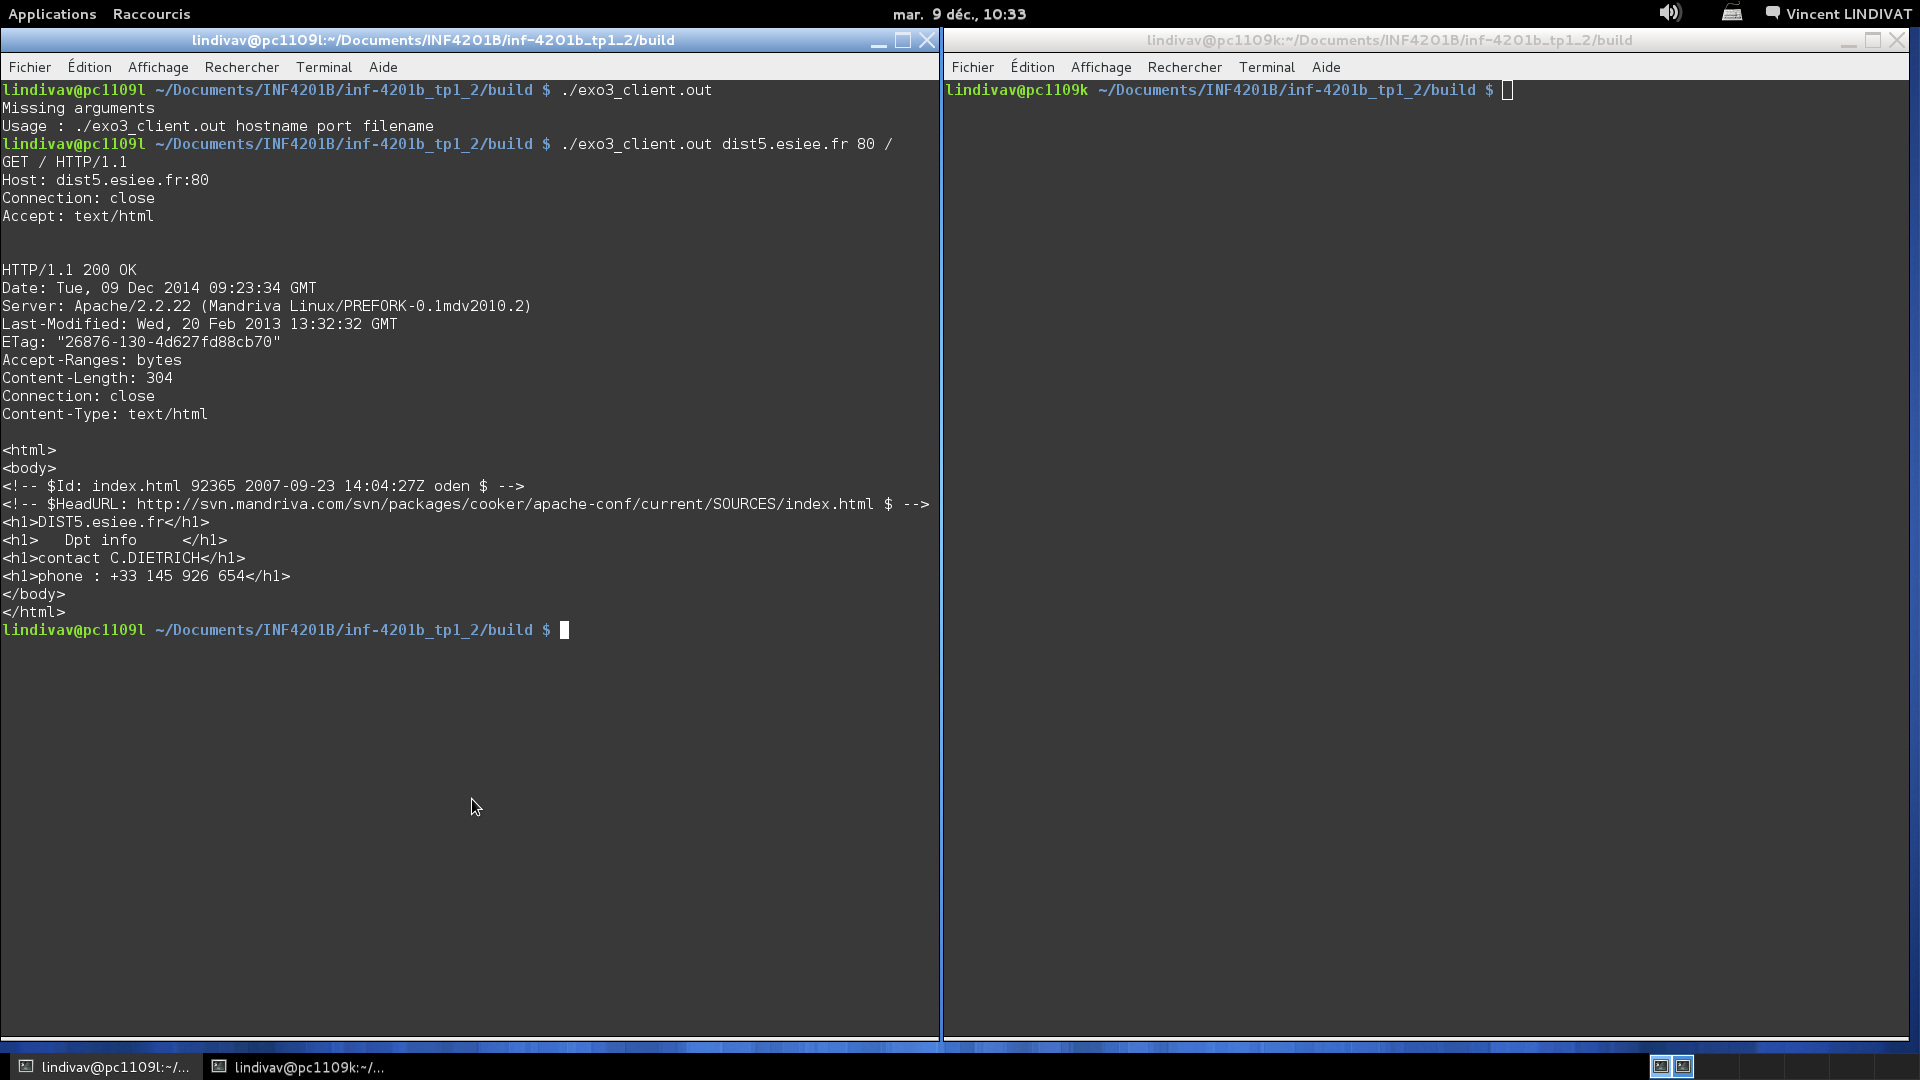 Applications Raccourcis mar. 9 déc., 10:33 Vincent LINDIVAT
lindivav@pc1109l:~/Documents/INF4201B/inf-4201b_tp1_2/build
Fichier Édition Affichage Rechercher Terminal Aide
lindivav@pc1109l ~/Documents/INF4201B/inf-4201b_tp1_2/build $ ./exo3_client.out
Missing arguments
Usage : ./exo3_client.out hostname port filename
lindivav@pc1109l ~/Documents/INF4201B/inf-4201b_tp1_2/build $ ./exo3_client.out dist5.esiee.fr 80 /
GET / HTTP/1.1
Host: dist5.esiee.fr:80
Connection: close
Accept: text/html
HTTP/1.1 200 OK
Date: Tue, 09 Dec 2014 09:23:34 GMT
Server: Apache/2.2.22 (Mandriva Linux/PREFORK-0.1mdv2010.2)
Last-Modified: Wed, 20 Feb 2013 13:32:32 GMT
ETag: "26876-130-4d627fd88cb70"
Accept-Ranges: bytes
Content-Length: 304
Connection: close
Content-Type: text/html
<html>
<body>
<!-- $Id: index.html 92365 2007-09-23 14:04:27Z oden $ -->
<!-- $HeadURL: http://svn.mandriva.com/svn/packages/cooker/apache-conf/current/SOURCES/index.html $ -->
<h1>DIST5.esiee.fr</h1>
<h1>   Dpt info     </h1>
<h1>contact C.DIETRICH</h1>
<h1>phone : +33 145 926 654</h1>
</body>
</html>
lindivav@pc1109l ~/Documents/INF4201B/inf-4201b_tp1_2/build $
lindivav@pc1109k:~/Documents/INF4201B/inf-4201b_tp1_2/build
Fichier Édition Affichage Rechercher Terminal Aide
lindivav@pc1109k ~/Documents/INF4201B/inf-4201b_tp1_2/build $
lindivav@pc1109l:~/... lindivav@pc1109k:~/...